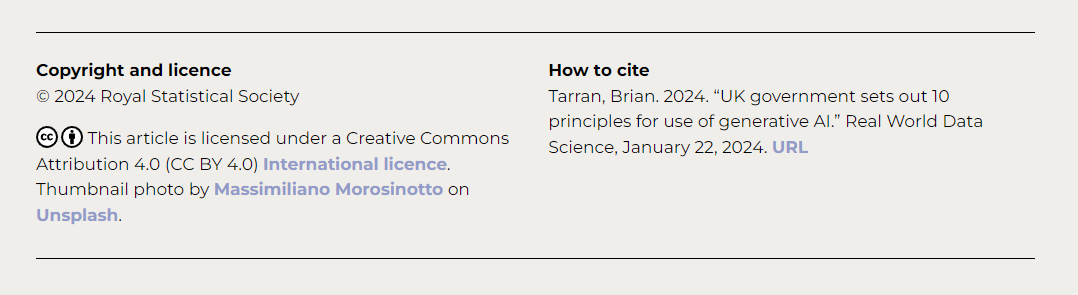 Copyright and licence
© 2024 Royal Statistical Society
This article is licensed under a Creative Commons
Attribution 4.0 (CC BY 4.0) International licence.
Thumbnail photo by Massimiliano Morosinotto on
Unsplash.
How to cite
Tarran, Brian. 2024. “UK government sets out 10
principles for use of generative AI.” Real World Data
Science, January 22, 2024. URL